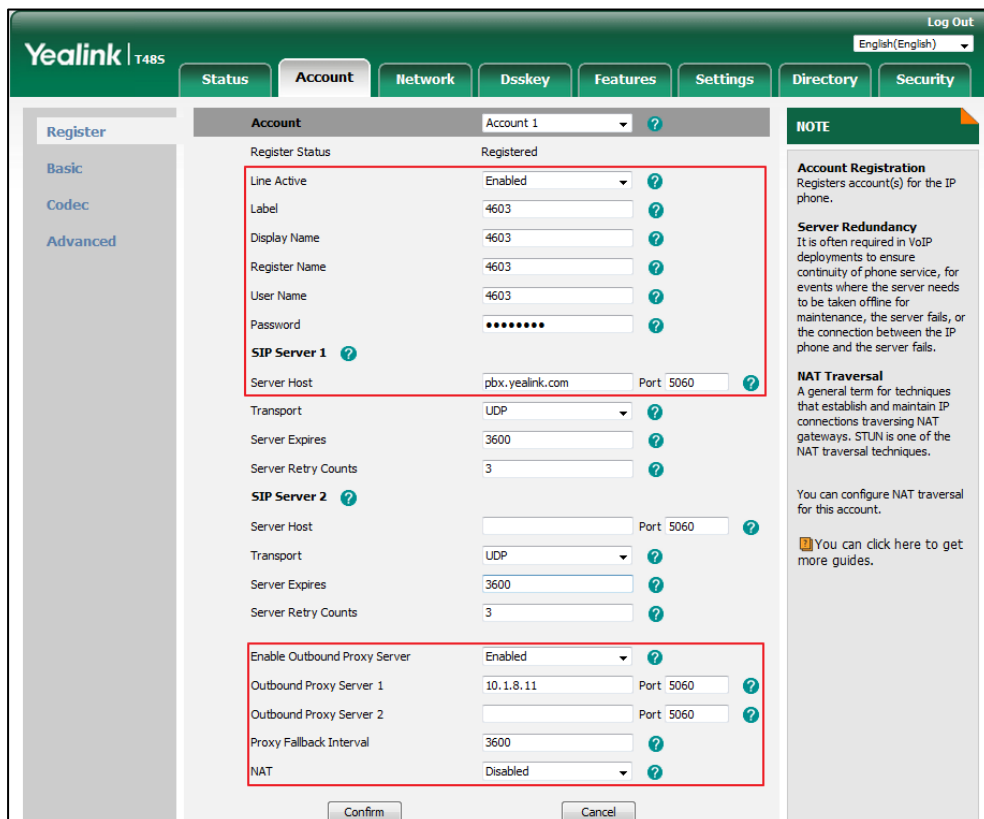 Log Out
Yealink | T48S
English(English)
Status Account Network Dsskey Features Settings Directory Security
Register
Basic
Codec
Advanced
Account Account 1 ?
Register Status Registered
Line Active Enabled ?
Label 4603 ?
Display Name 4603 ?
Register Name 4603 ?
User Name 4603 ?
Password •••••••• ?
SIP Server 1 ?
Server Host pbx.yealink.com Port 5060 ?
Transport UDP ?
Server Expires 3600 ?
Server Retry Counts 3 ?
SIP Server 2 ?
Server Host Port 5060 ?
Transport UDP ?
Server Expires 3600 ?
Server Retry Counts 3 ?
Enable Outbound Proxy Server Enabled ?
Outbound Proxy Server 1 10.1.8.11 Port 5060 ?
Outbound Proxy Server 2 Port 5060 ?
Proxy Fallback Interval 3600 ?
NAT Disabled ?
Confirm Cancel
NOTE
Account Registration
Registers account(s) for the IP
phone.
Server Redundancy
It is often required in VoIP
deployments to ensure
continuity of phone service, for
events where the server needs
to be taken offline for
maintenance, the server fails, or
the connection between the IP
phone and the server fails.
NAT Traversal
A general term for techniques
that establish and maintain IP
connections traversing NAT
gateways. STUN is one of the
NAT traversal techniques.
You can configure NAT traversal
for this account.
? You can click here to get
more guides.